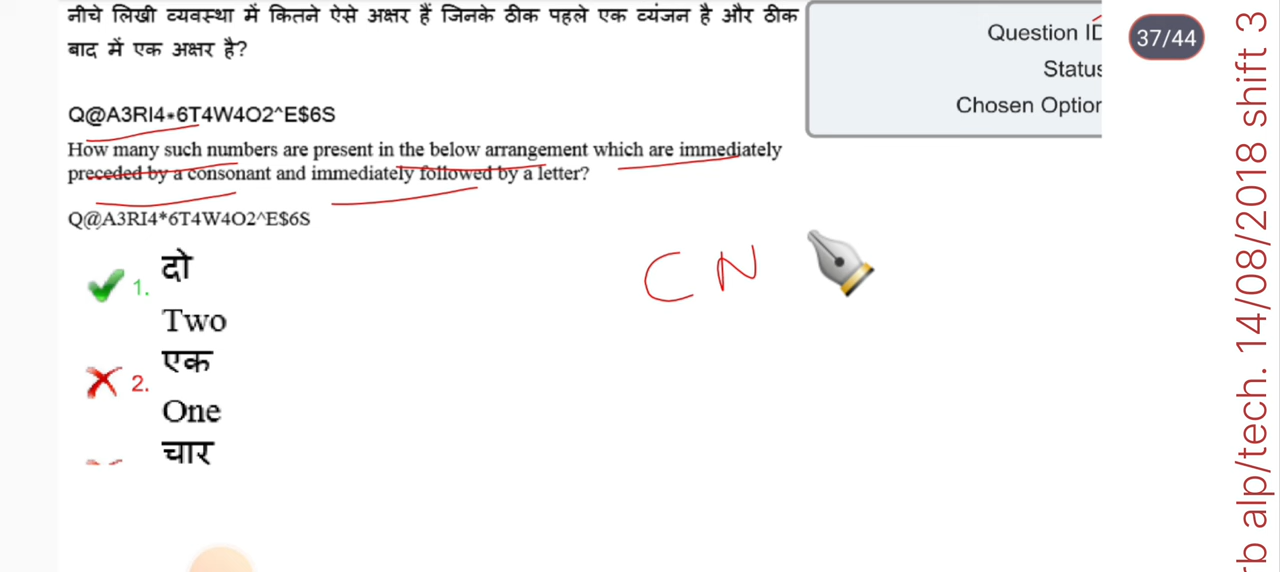 नीचे लिखी व्यवस्था में कितने ऐसे अक्षर हैं जिनके ठीक पहले एक व्यंजन है और ठीक
बाद में एक अक्षर है?
Q@A3RI4*6T4W4O2^E$6S
How many such numbers are present in the below arrangement which are immediately
preceded by a consonant and immediately followed by a letter?
Q@A3RI4*6T4W4O2^E$6S
1. दो
Two
2. एक
One
चार
C N
Question ID
Status
Chosen Option
37/44
rb alp/tech. 14/08/2018 shift 3